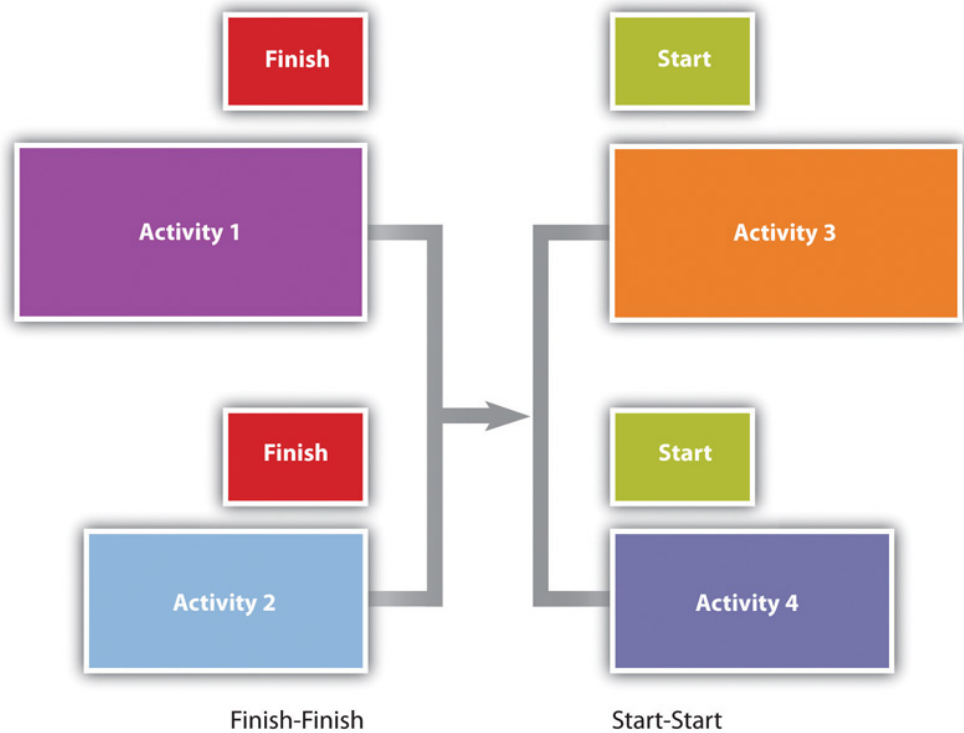 Finish
Start
Activity 1
Activity 3
Finish
Start
Activity 2
Activity 4
Finish-Finish
Start-Start